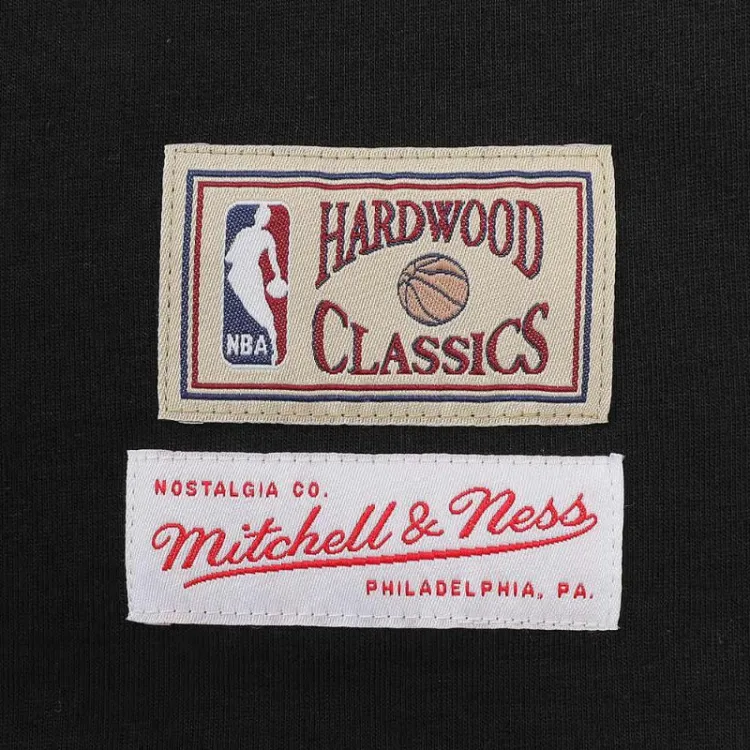 HARDWOOD
NBA
CLASSICS
NOSTALGIA CO.
Mitchell & Ness
PHILADELPHIA, PA.